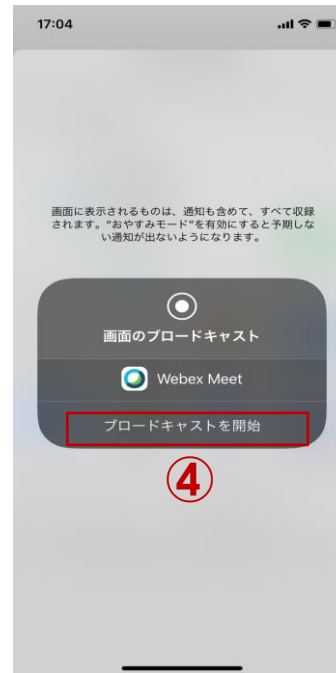 17:04
画面に表示されるものは、通知も含めて、すべて収録
されます。“おやすみモード”を有効にすると予期しな
い通知が出ないようになります。
画面のブロードキャスト
Webex Meet
ブロードキャストを開始
④